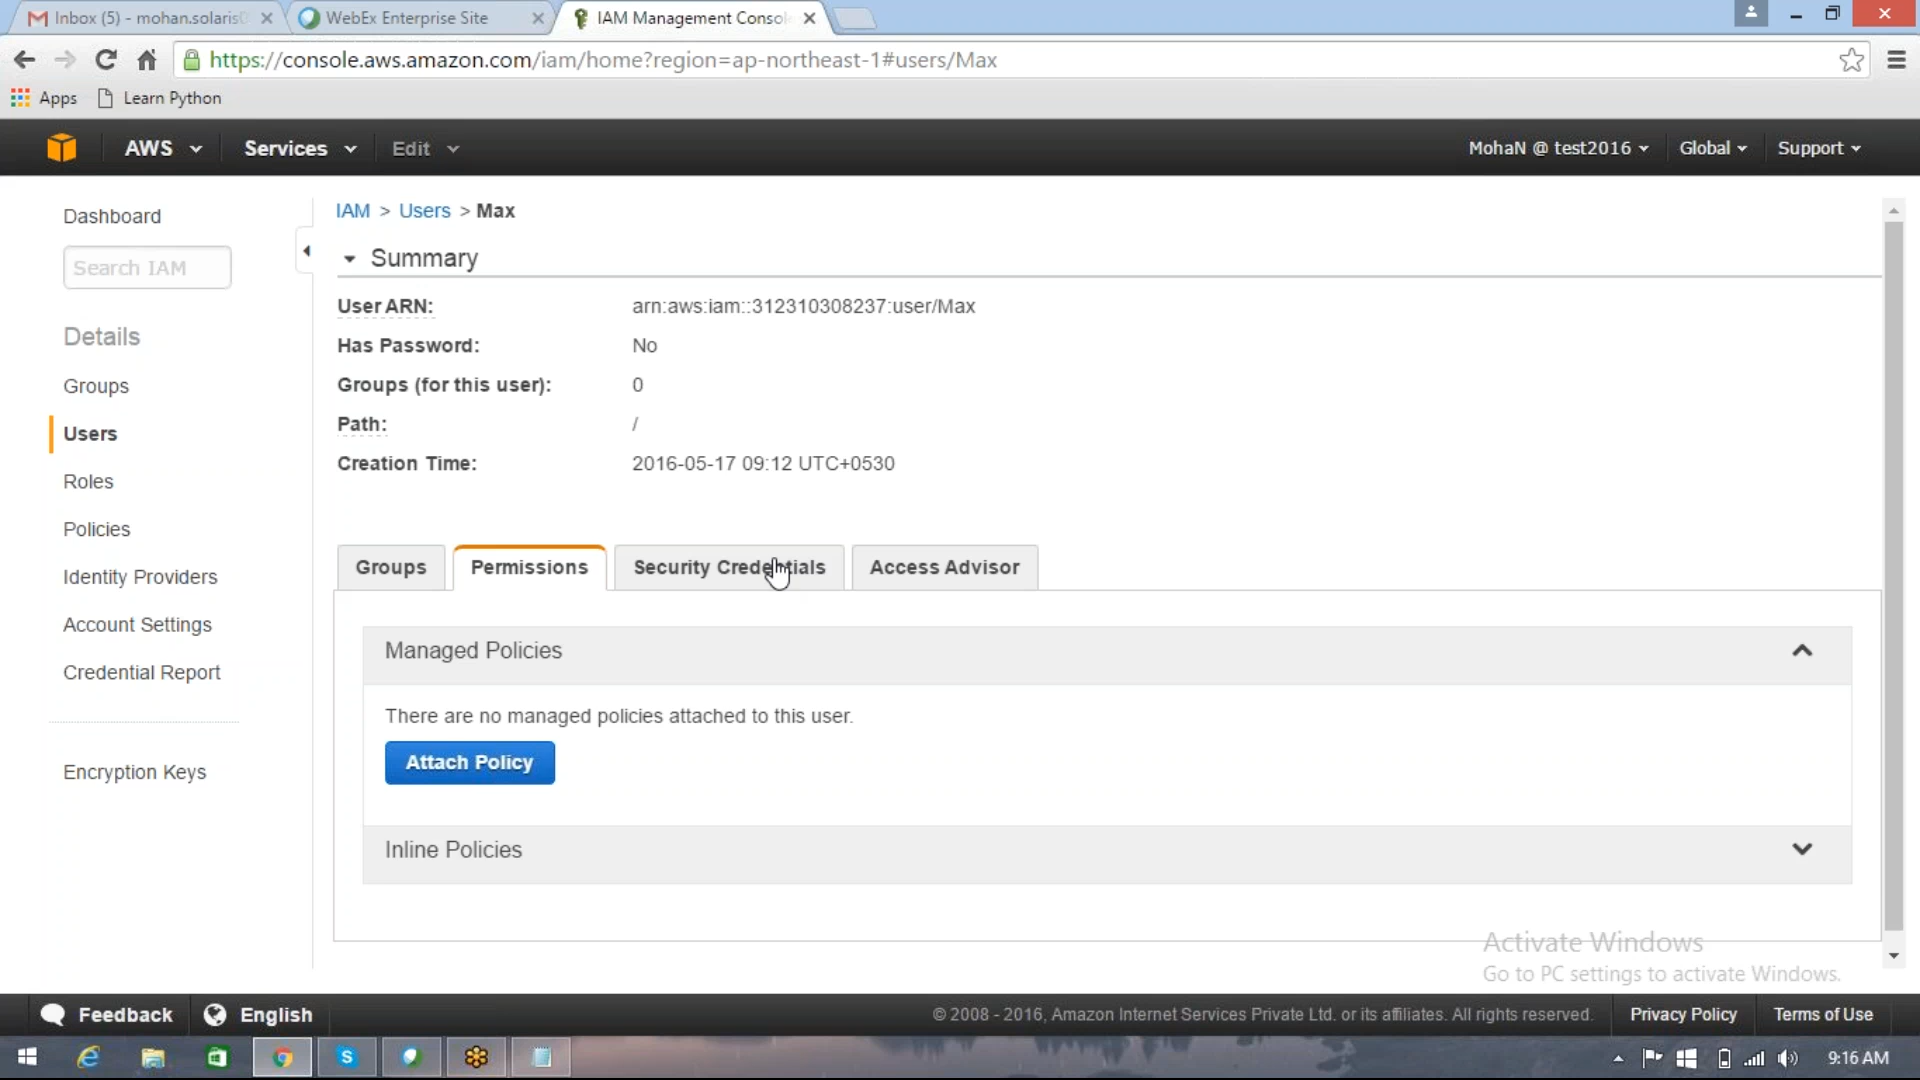 Inbox (5) - mohan.solaris0
WebEx Enterprise Site
IAM Management Consol
https://console.aws.amazon.com/iam/home?region=ap-northeast-1#users/Max
Apps
Learn Python
AWS
Services
Edit
MohaN @ test2016
Global
Support
Dashboard
Search IAM
Details
Groups
Users
Roles
Policies
Identity Providers
Account Settings
Credential Report
Encryption Keys
IAM > Users > Max
Summary
User ARN: arn:aws:iam::312310308237:user/Max
Has Password: No
Groups (for this user): 0
Path: /
Creation Time: 2016-05-17 09:12 UTC+0530
Groups
Permissions
Security Credentials
Access Advisor
Managed Policies
There are no managed policies attached to this user.
Attach Policy
Inline Policies
Activate Windows
Go to PC settings to activate Windows.
Feedback
English
© 2008 - 2016, Amazon Internet Services Private Ltd. or its affiliates. All rights reserved.
Privacy Policy
Terms of Use
9:16 AM